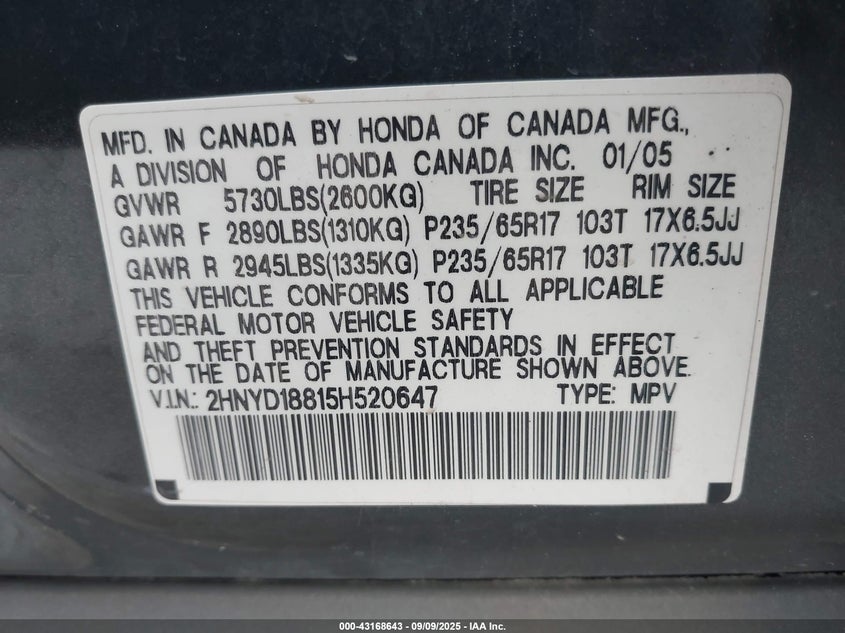 MFD. IN CANADA BY HONDA OF CANADA MFG.,
A DIVISION OF HONDA CANADA INC. 01/05
GVWR 5730LBS(2600KG) TIRE SIZE RIM SIZE
GAWR F 2890LBS(1310KG) P235/65R17 103T 17X6.5JJ
GAWR R 2945LBS(1335KG) P235/65R17 103T 17X6.5JJ
THIS VEHICLE CONFORMS TO ALL APPLICABLE
FEDERAL MOTOR VEHICLE SAFETY
AND THEFT PREVENTION STANDARDS IN EFFECT
ON THE DATE OF MANUFACTURE SHOWN ABOVE.
V.I.N.: 2HNYD18815H520647 TYPE: MPV
000-43168643 - 09/09/2025 - IAA Inc.